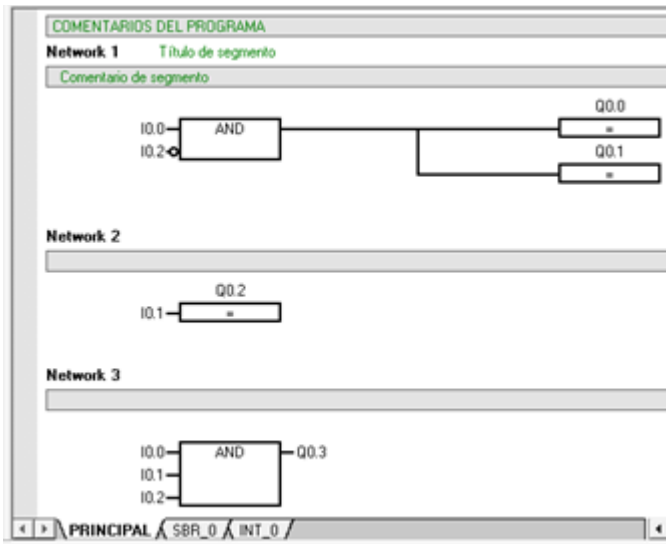 COMENTARIOS DEL PROGRAMA
Network 1 Título de segmento
Comentario de segmento
Q0.0
I0.0 AND =
I0.2 Q0.1
=
Network 2
Q0.2
I0.1 =
Network 3
I0.0 AND Q0.3
I0.1
I0.2
PRINCIPAL SBR_0 INT_0